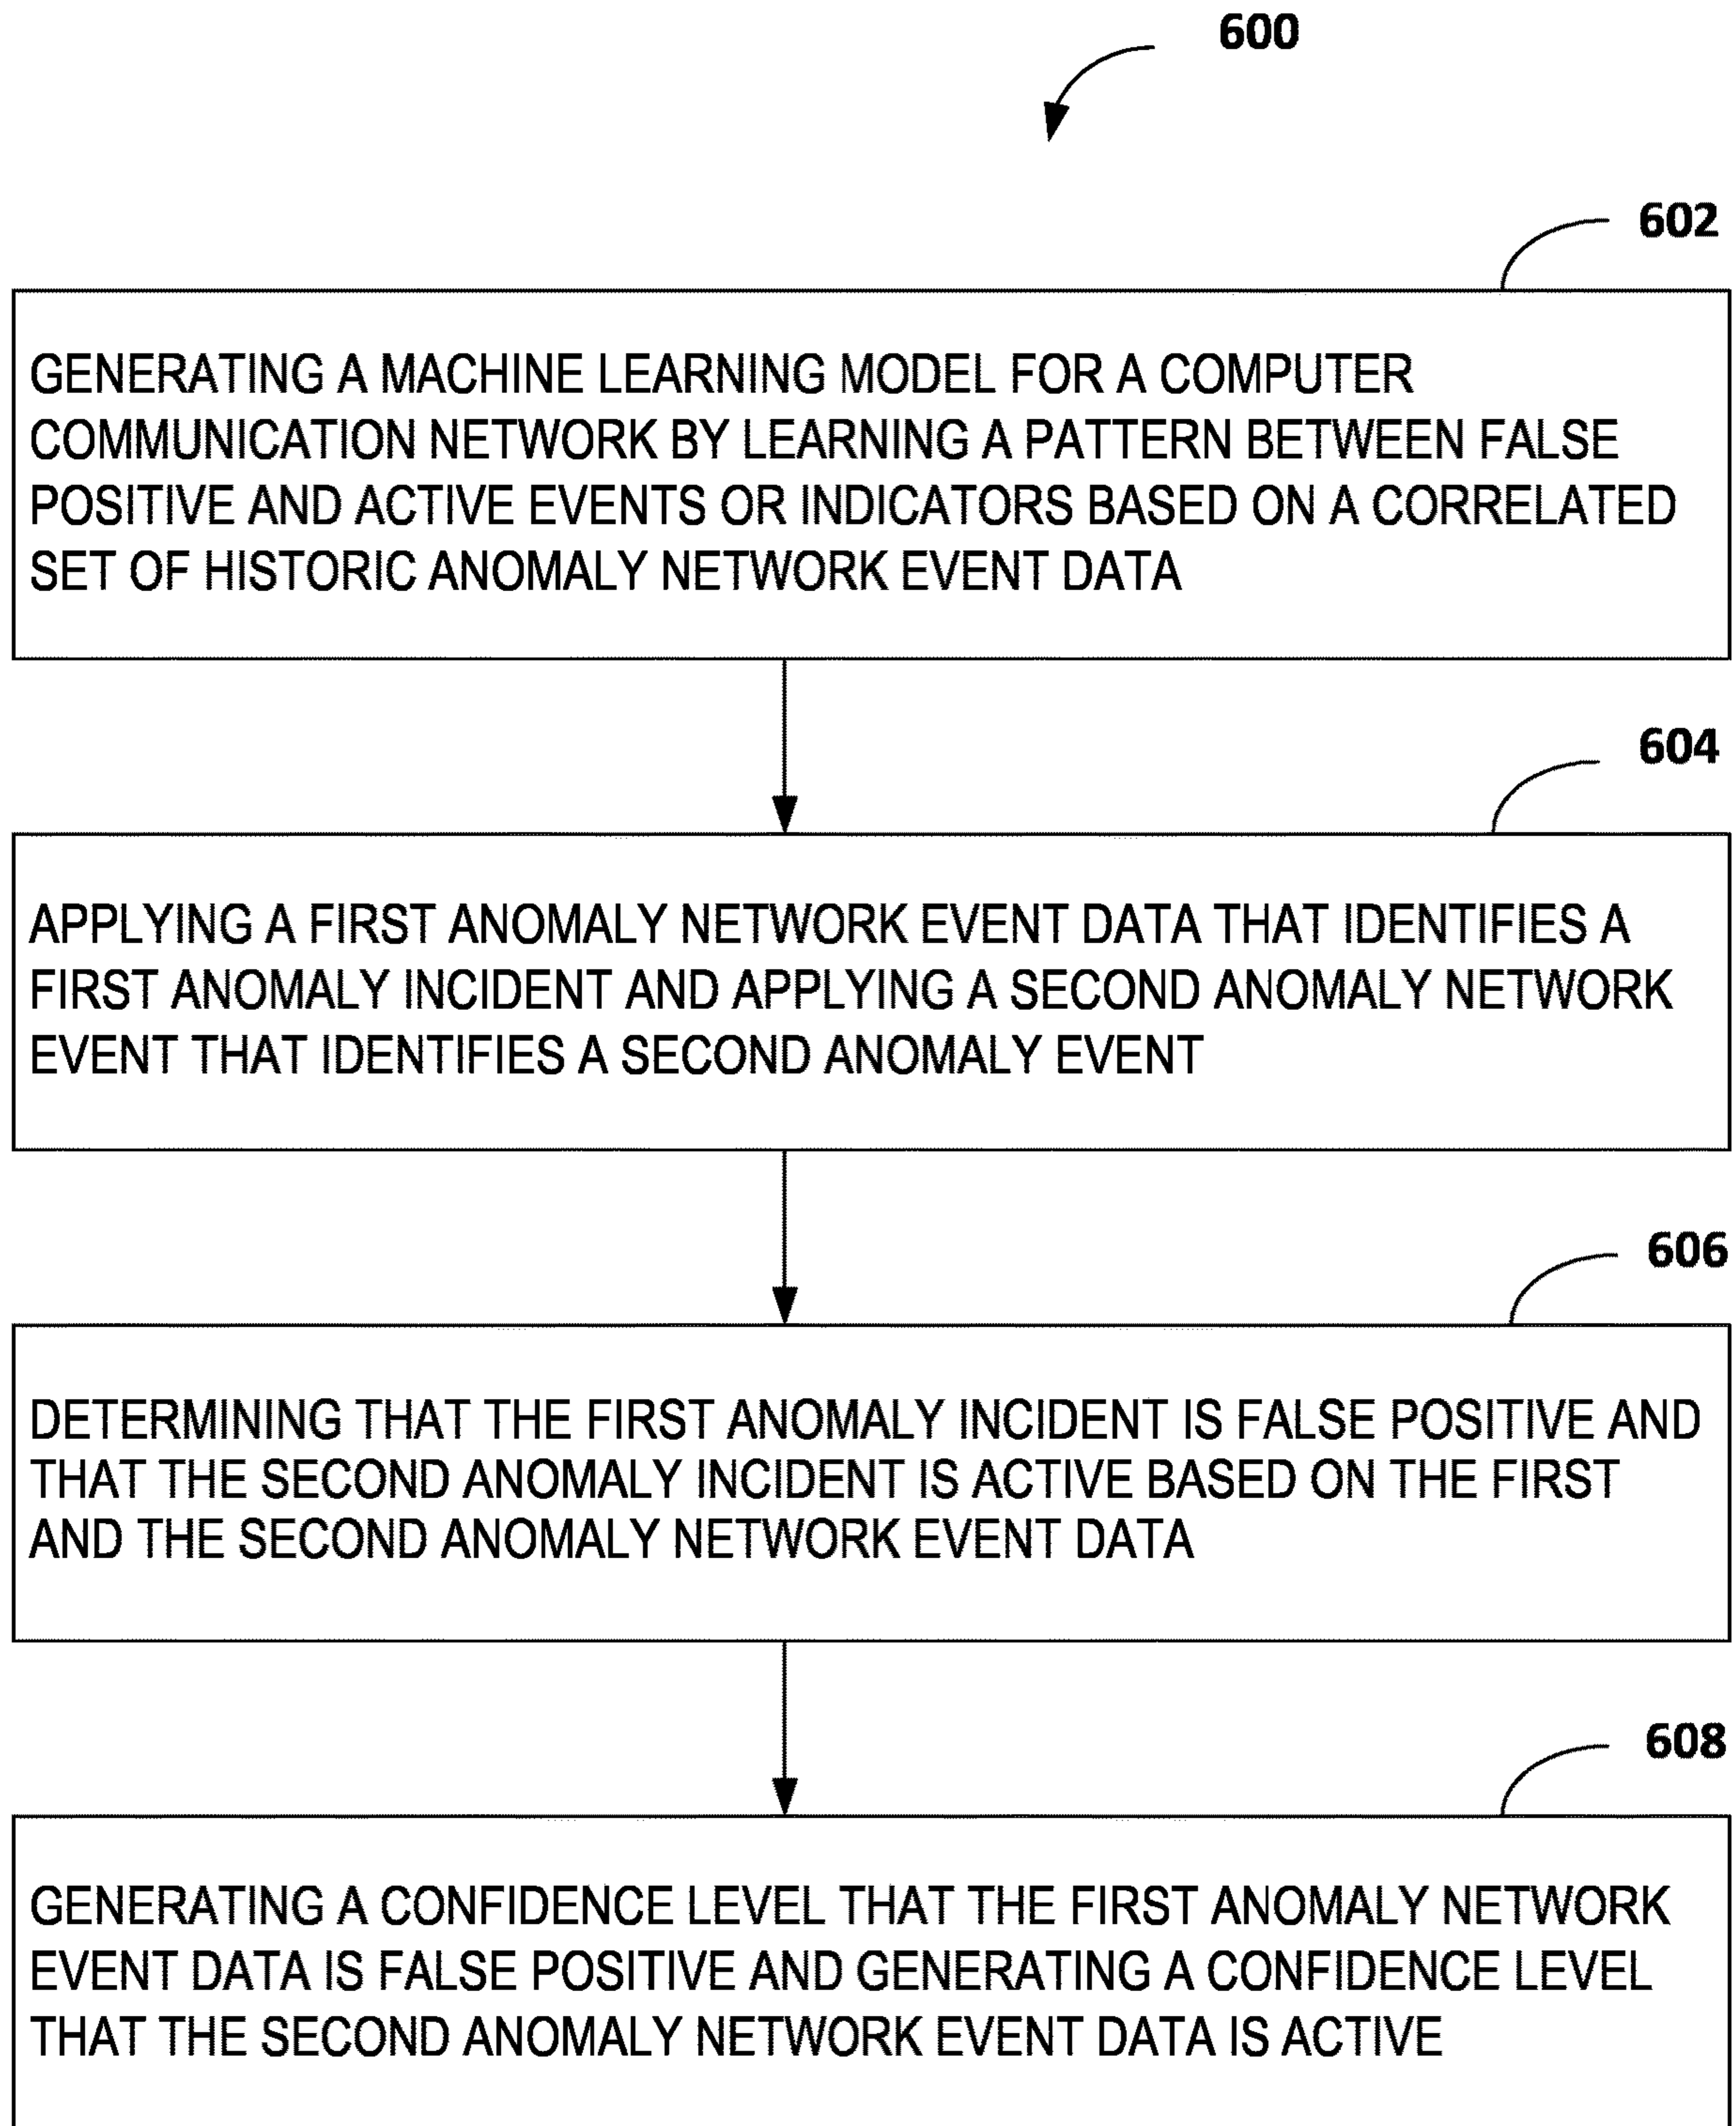 600
602
GENERATING A MACHINE LEARNING MODEL FOR A COMPUTER
COMMUNICATION NETWORK BY LEARNING A PATTERN BETWEEN FALSE
POSITIVE AND ACTIVE EVENTS OR INDICATORS BASED ON A CORRELATED
SET OF HISTORIC ANOMALY NETWORK EVENT DATA
604
APPLYING A FIRST ANOMALY NETWORK EVENT DATA THAT IDENTIFIES A
FIRST ANOMALY INCIDENT AND APPLYING A SECOND ANOMALY NETWORK
EVENT THAT IDENTIFIES A SECOND ANOMALY EVENT
606
DETERMINING THAT THE FIRST ANOMALY INCIDENT IS FALSE POSITIVE AND
THAT THE SECOND ANOMALY INCIDENT IS ACTIVE BASED ON THE FIRST
AND THE SECOND ANOMALY NETWORK EVENT DATA
608
GENERATING A CONFIDENCE LEVEL THAT THE FIRST ANOMALY NETWORK
EVENT DATA IS FALSE POSITIVE AND GENERATING A CONFIDENCE LEVEL
THAT THE SECOND ANOMALY NETWORK EVENT DATA IS ACTIVE